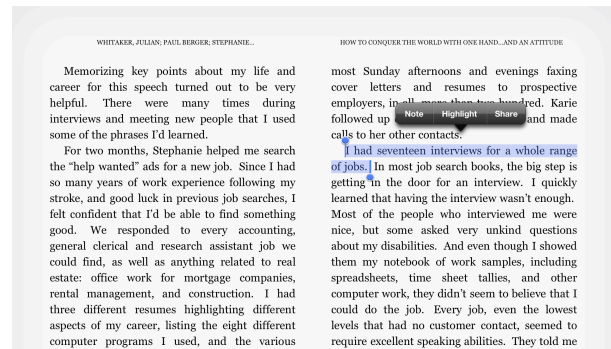 WHITAKER, JULIAN; PAUL BERGER; STEPHANIE...
Memorizing key points about my life and
career for this speech turned out to be very
helpful. There were many times during
interviews and meeting new people that I used
some of the phrases I'd learned.
For two months, Stephanie helped me search
the "help wanted" ads for a new job. Since I had
so many years of work experience following my
stroke, and good luck in previous job searches, I
felt confident that I'd be able to find something
good. We responded to every accounting,
general clerical and research assistant job we
could find, as well as anything related to real
estate: office work for mortgage companies,
rental management, and construction. I had
three different resumes highlighting different
aspects of my career, listing the eight different
computer programs I used, and the various
HOW TO CONQUER THE WORLD WITH ONE HAND...AND AN ATTITUDE
most Sunday afternoons and evenings faxing
cover letters and resumes to prospective
employers, in all, more than two hundred. Karie
followed up and made
Note Highlight Share
calls to her other contacts.
I had seventeen interviews for a whole range
of jobs. In most job search books, the big step is
getting in the door for an interview. I quickly
learned that having the interview wasn't enough.
Most of the people who interviewed me were
nice, but some asked very unkind questions
about my disabilities. And even though I showed
them my notebook of work samples, including
spreadsheets, time sheet tallies, and other
computer work, they didn't seem to believe that I
could do the job. Every job, even the lowest
levels that had no customer contact, seemed to
require excellent speaking abilities. They told me